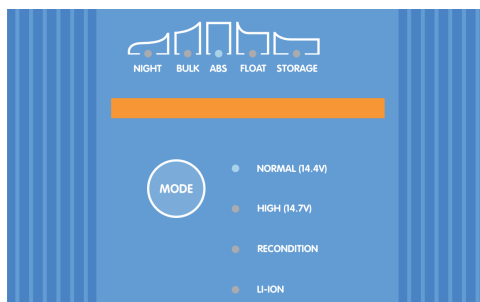 NIGHT BULK ABS FLOAT STORAGE
NORMAL (14.4V)
MODE
HIGH (14.7V)
RECONDITION
LI-ION